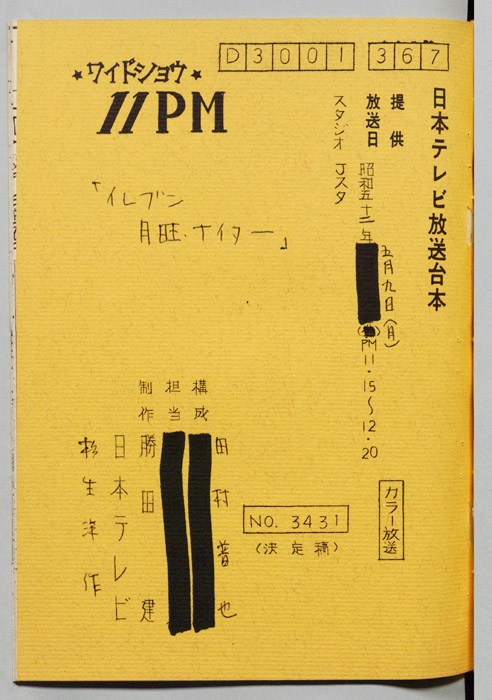 D3001 367
★ワイドショウ★
11PM
日本テレビ放送台本
提供
放送日 昭和五十二年五月九日(月)
PM 11・15〜12・20
スタジオ Jスタ
「イレブン
月旺・ナイター」
カラー放送
NO. 3431
(決定稿)
構成 田村普也
担当 勝田建
制作 日本テレビ
杉生洋作